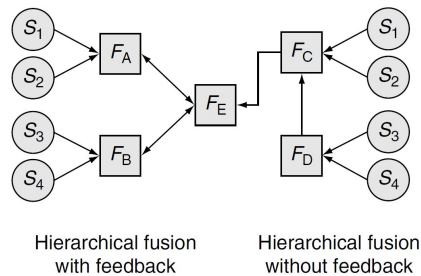 S1
S2
S3
S4
FA
FB
FE
FC
FD
S1
S2
S3
S4
Hierarchical fusion
with feedback
Hierarchical fusion
without feedback